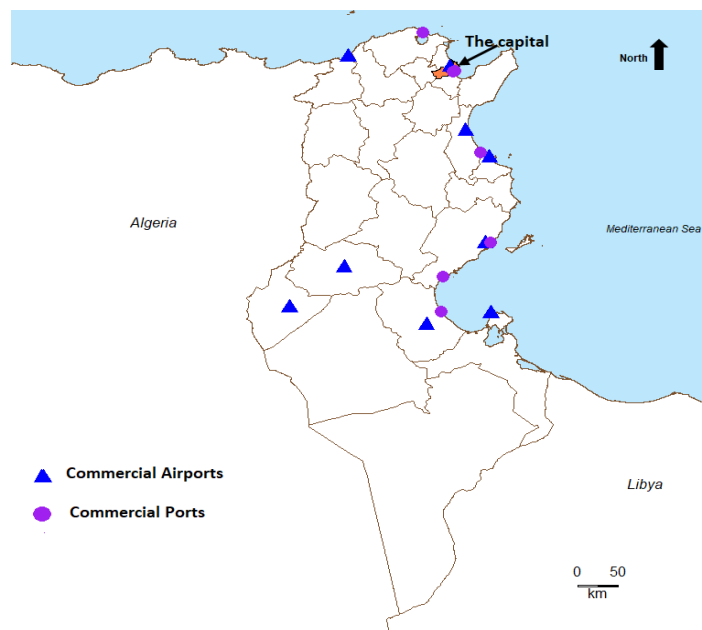 The capital
North
Algeria
Mediterranean Sea
Commercial Airports
Libya
Commercial Ports
0 50
km